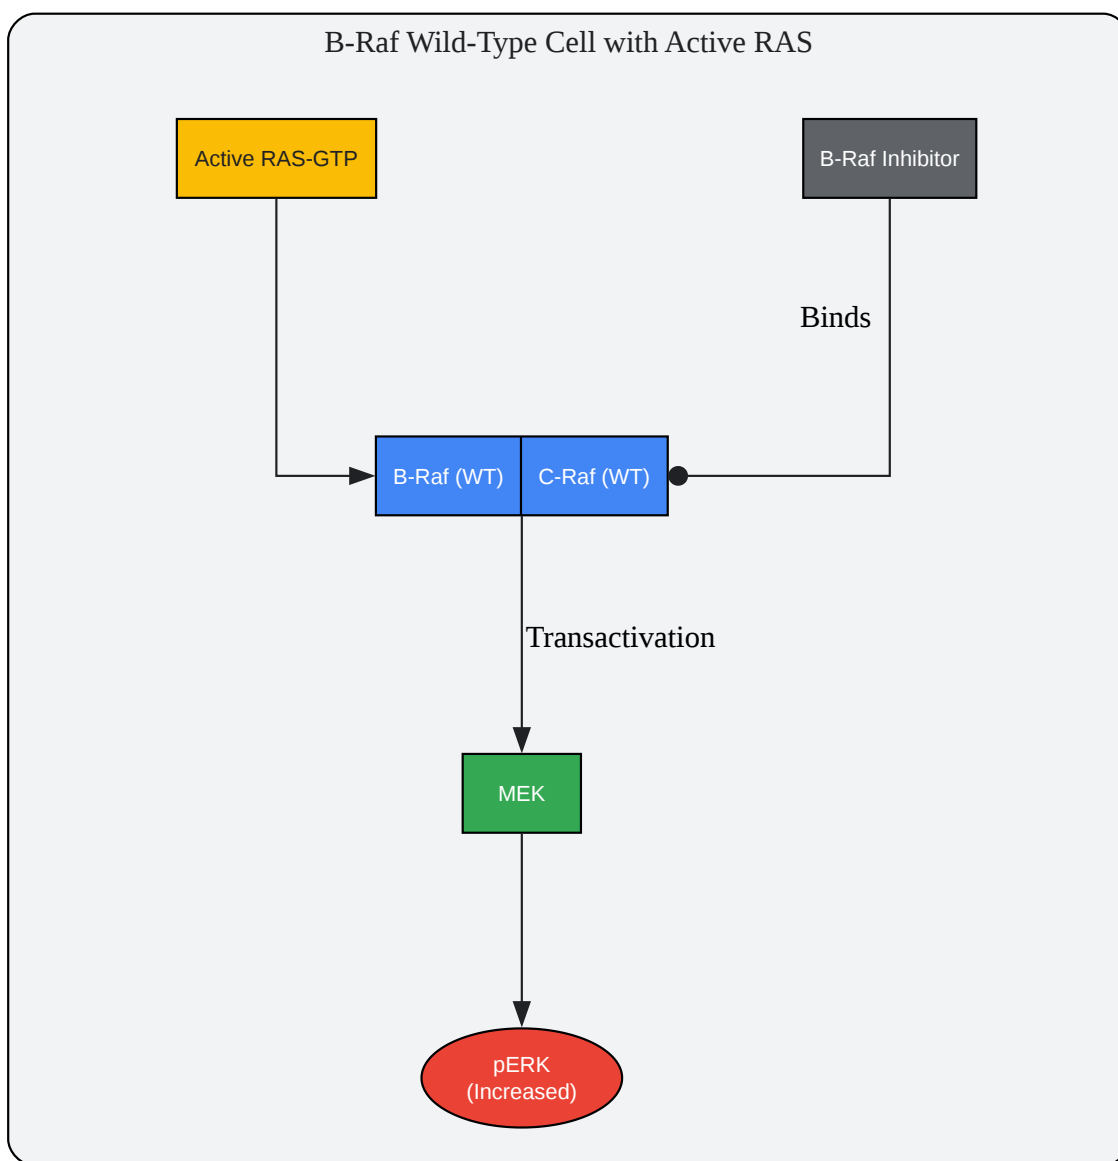 B-Raf Wild-Type Cell with Active RAS
Active RAS-GTP
B-Raf Inhibitor
Binds
B-Raf (WT)
C-Raf (WT)
Transactivation
MEK
pERK
(Increased)